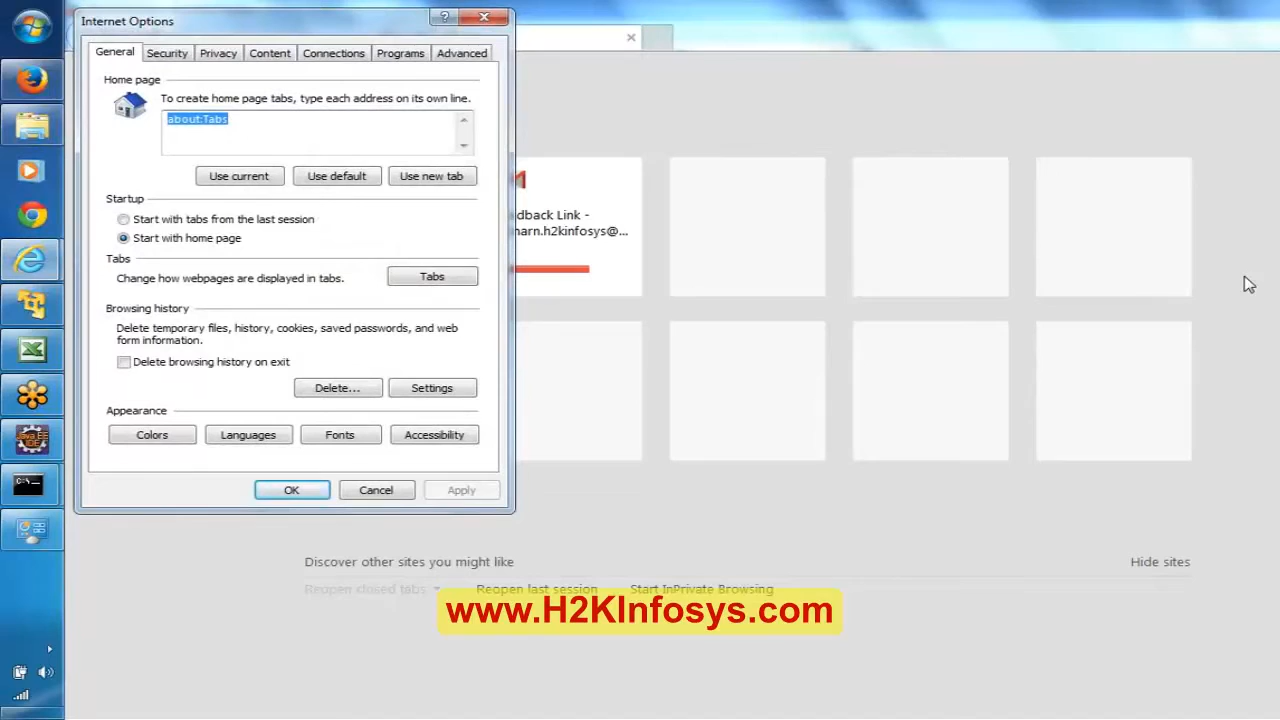 Internet Options
?
General Security Privacy Content Connections Programs Advanced
Home page
To create home page tabs, type each address on its own line.
about:Tabs
Use current Use default Use new tab
Startup
Start with tabs from the last session
Start with home page
Tabs
Change how webpages are displayed in tabs.
Tabs
Browsing history
Delete temporary files, history, cookies, saved passwords, and web
form information.
Delete browsing history on exit
Delete... Settings
Appearance
Colors Languages Fonts Accessibility
OK Cancel Apply
dback Link -
harn.h2kinfosys@...
Discover other sites you might like
Hide sites
Reopen closed tabs Reopen last session Start InPrivate Browsing
www.H2KInfosys.com
Java EE
IDE
C:\